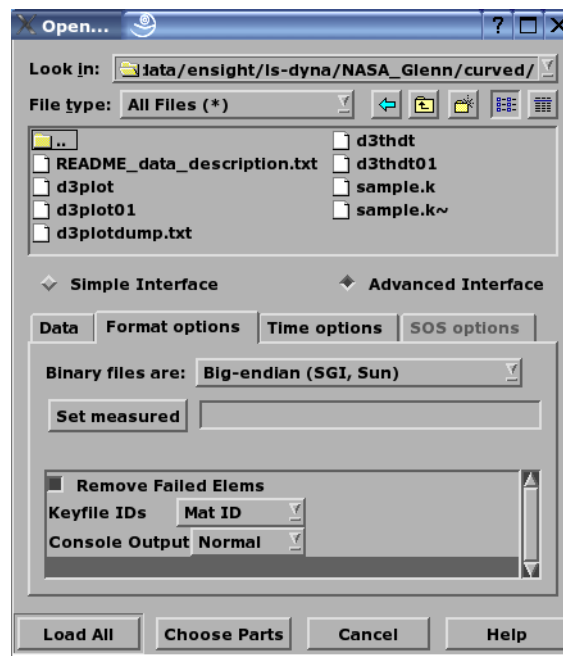 Open...
Look in: data/ensight/ls-dyna/NASA_Glenn/curved/
File type: All Files (*)
.. d3thdt
README_data_description.txt d3thdt01
d3plot sample.k
d3plot01 sample.k~
d3plotdump.txt
Simple Interface Advanced Interface
Data Format options Time options SOS options
Binary files are: Big-endian (SGI, Sun)
Set measured
Remove Failed Elems
Keyfile IDs Mat ID
Console Output Normal
Load All Choose Parts Cancel Help